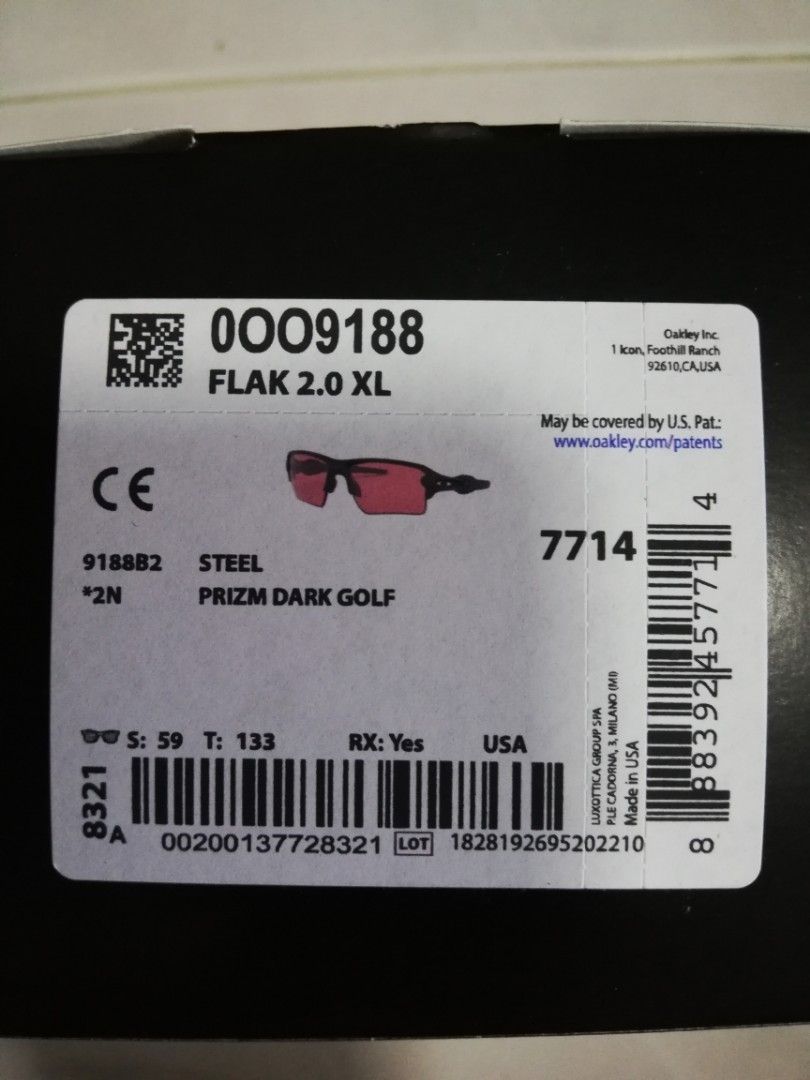 0OO9188
FLAK 2.0 XL
Oakley Inc.
1 Icon, Foothill Ranch
92610,CA,USA
May be covered by U.S. Pat.:
www.oakley.com/patents
CE
9188B2 STEEL
*2N PRIZM DARK GOLF
7714
8 88392 45771 4
S: 59 T: 133 RX: Yes USA
LUXOTTICA GROUP SPA
PLE CADORNA, 3, MILANO (MI)
Made in USA
8321
A
00200137728321 LOT 1828192695202210